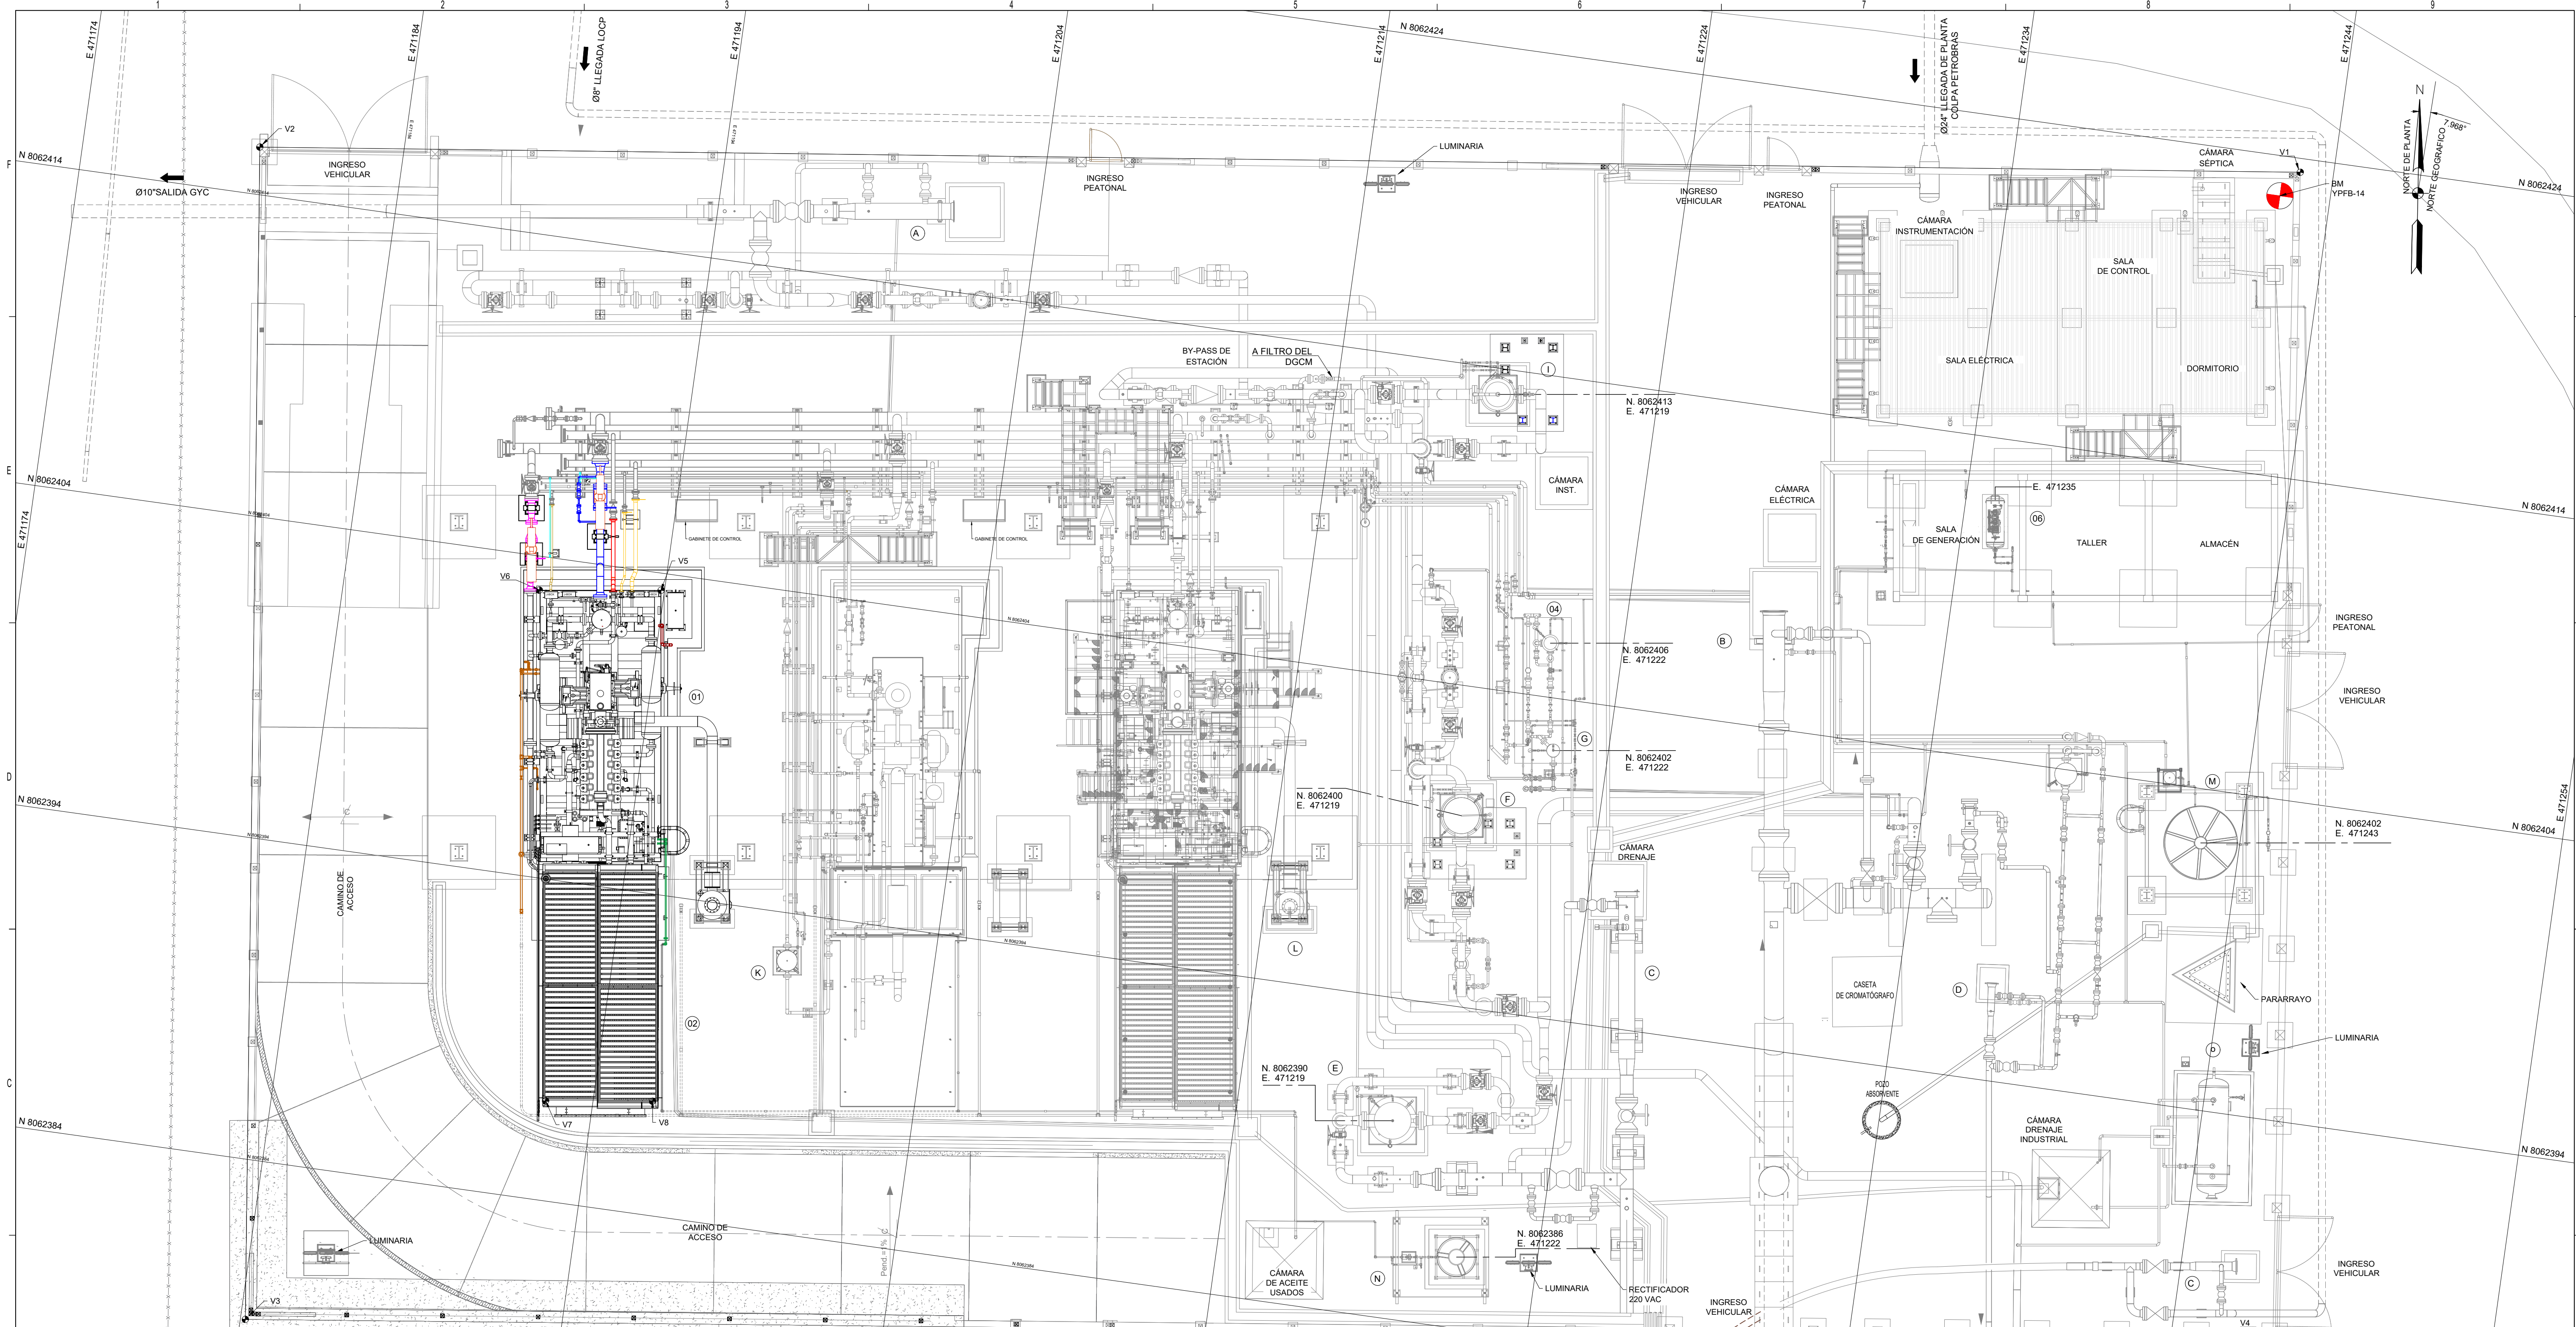 1
2
3
4
5
6
7
8
9
F
E
D
C
E 471174
E 471184
E 471194
E 471204
E 471214
E 471224
E 471234
E 471244
N 8062424
Ø8" LLEGADA LOCP
Ø24" LLEGADA DE PLANTA
COLPA PETROBRAS
N
7.968°
NORTE DE PLANTA
NORTE GEOGRAFICO
V2
V1
N 8062414
INGRESO
VEHICULAR
Ø10"SALIDA GYC
N 8062414
LUMINARIA
INGRESO
PEATONAL
INGRESO
VEHICULAR
INGRESO
PEATONAL
CÁMARA
SÉPTICA
BM
YPFB-14
N 8062424
A
CÁMARA
INSTRUMENTACIÓN
SALA
DE CONTROL
BY-PASS DE
ESTACIÓN
A FILTRO DEL
DGCM
I
SALA ELÉCTRICA
DORMITORIO
N. 8062413
E. 471219
N 8062404
E 471174
N 8062404
CÁMARA
INST.
CÁMARA
ELÉCTRICA
E. 471235
06
SALA
DE GENERACIÓN
TALLER
ALMACÉN
N 8062414
GABINETE DE CONTROL
GABINETE DE CONTROL
V6
V5
N 8062404
04
B
N. 8062406
E. 471222
INGRESO
PEATONAL
01
INGRESO
VEHICULAR
G
N. 8062402
E. 471222
N 8062394
N 8062394
N. 8062400
E. 471219
F
M
E 471254
N 8062404
N. 8062402
E. 471243
CÁMARA
DRENAJE
CAMINO DE
ACCESO
N 8062394
K
L
C
CASETA
DE CROMATÓGRAFO
D
PARARRAYO
02
LUMINARIA
N. 8062390
E. 471219
E
POZO
ABSORVENTE
CÁMARA
DRENAJE
INDUSTRIAL
N 8062384
N 8062384
V7
V8
N 8062394
CAMINO DE
ACCESO
LUMINARIA
N 8062384
CÁMARA
DE ACEITE
USADOS
N
N. 8062386
E. 471222
LUMINARIA
RECTIFICADOR
220 VAC
INGRESO
VEHICULAR
C
INGRESO
VEHICULAR
V3
V4